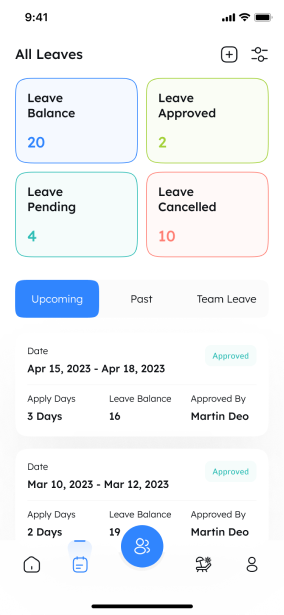 9:41
All Leaves
Leave
Balance
20
Leave
Approved
2
Leave
Pending
4
Leave
Cancelled
10
Upcoming Past Team Leave
Date
Approved
Apr 15, 2023 - Apr 18, 2023
Apply Days Leave Balance Approved By
3 Days 16 Martin Deo
Date
Approved
Mar 10, 2023 - Mar 12, 2023
Apply Days Leave Balance Approved By
2 Days 19 Martin Deo